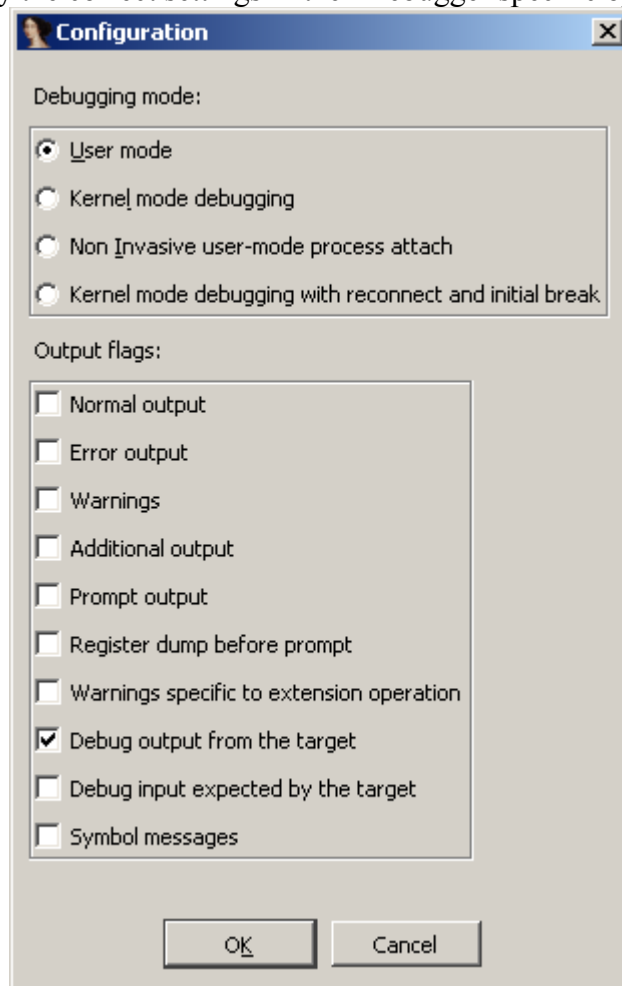 Configuration
Debugging mode:
User mode
Kernel mode debugging
Non Invasive user-mode process attach
Kernel mode debugging with reconnect and initial break
Output flags:
Normal output
Error output
Warnings
Additional output
Prompt output
Register dump before prompt
Warnings specific to extension operation
Debug output from the target
Debug input expected by the target
Symbol messages
OK
Cancel